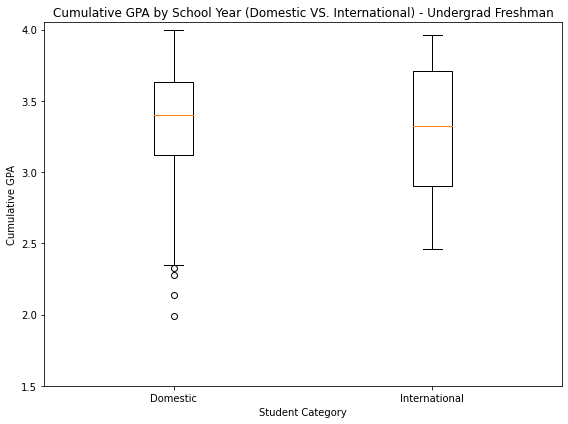 Cumulative GPA by School Year (Domestic VS. International) - Undergrad Freshman
4.0
3.5
3.0
2.5
2.0
1.5
Cumulative GPA
Domestic
International
Student Category